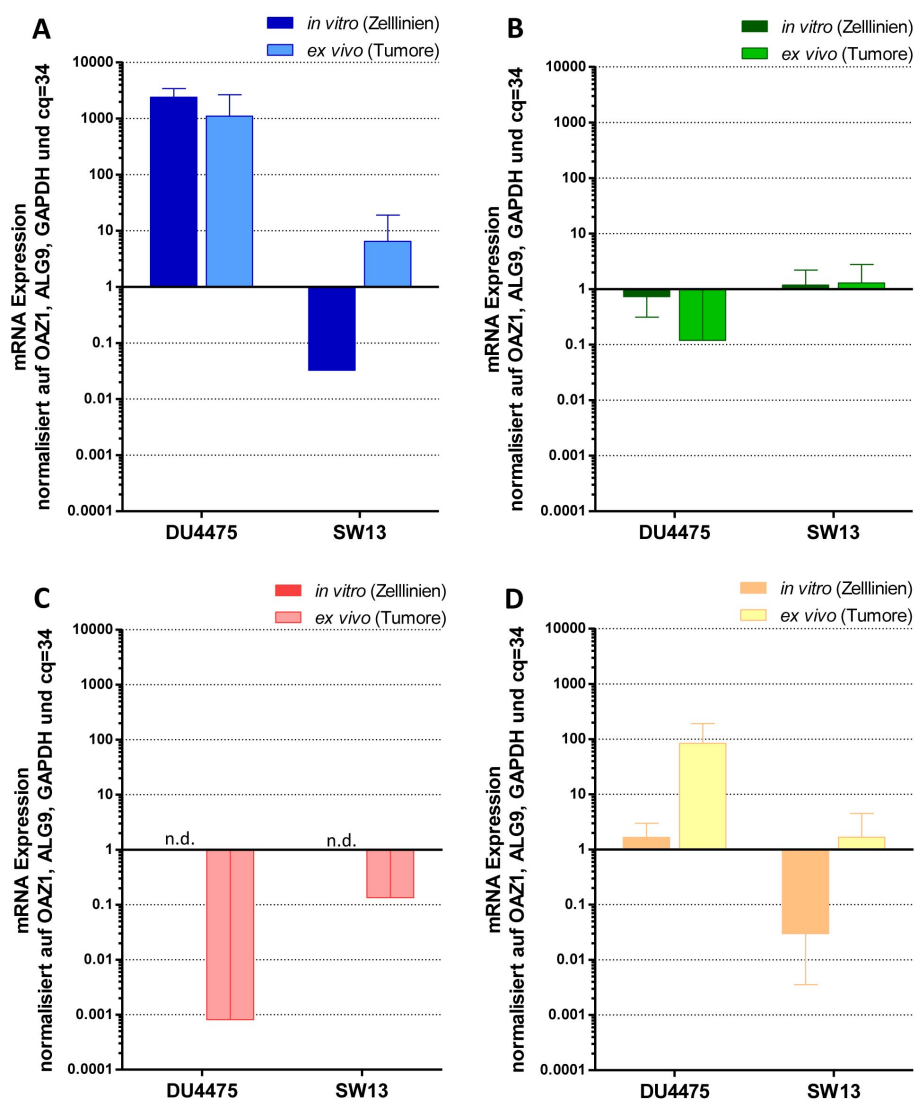 A
in vitro (Zelllinien)
ex vivo (Tumore)
mRNA Expression
normalisiert auf OAZ1, ALG9, GAPDH und cq=34
10000
1000
100
10
1
0.1
0.01
0.001
0.0001
DU4475
SW13
B
in vitro (Zelllinien)
ex vivo (Tumore)
mRNA Expression
normalisiert auf OAZ1, ALG9, GAPDH und cq=34
10000
1000
100
10
1
0.1
0.01
0.001
0.0001
DU4475
SW13
C
in vitro (Zelllinien)
ex vivo (Tumore)
mRNA Expression
normalisiert auf OAZ1, ALG9, GAPDH und cq=34
10000
1000
100
10
1
0.1
0.01
0.001
0.0001
n.d.
n.d.
DU4475
SW13
D
in vitro (Zelllinien)
ex vivo (Tumore)
mRNA Expression
normalisiert auf OAZ1, ALG9, GAPDH und cq=34
10000
1000
100
10
1
0.1
0.01
0.001
0.0001
DU4475
SW13